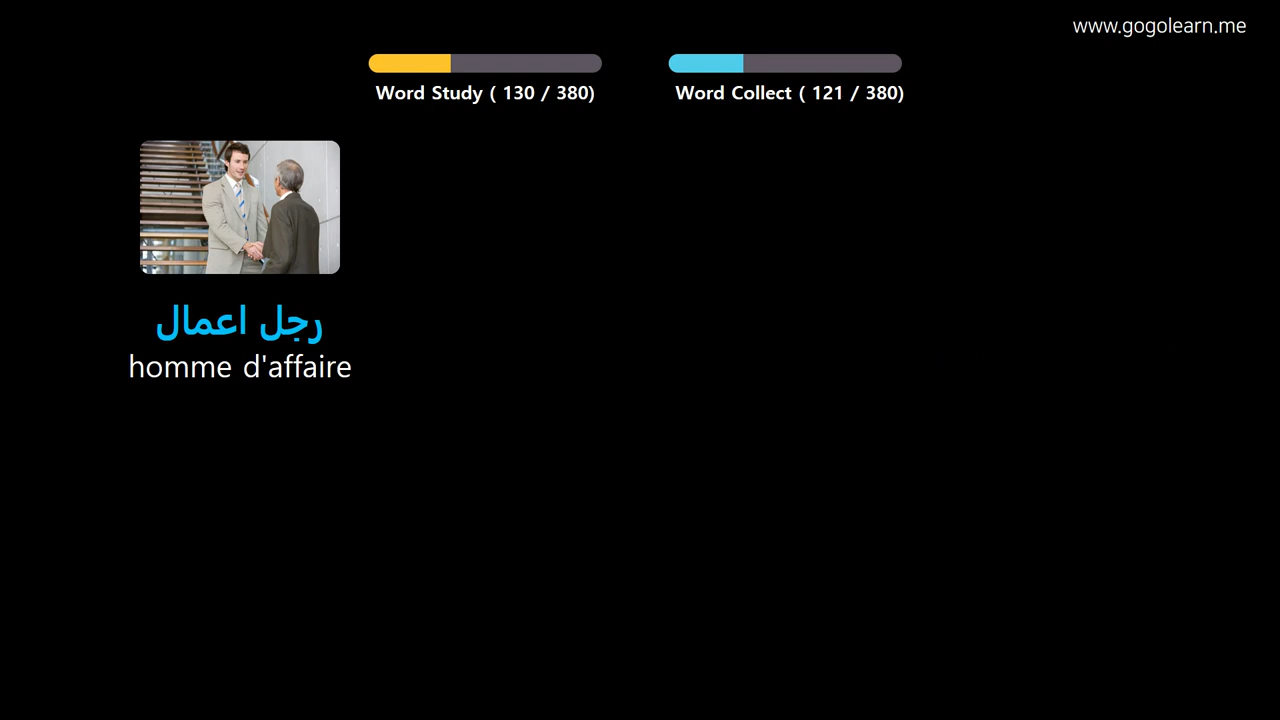 www.gogolearn.me
Word Study ( 130 / 380)
Word Collect ( 121 / 380)
رجل اعمال
homme d'affaire